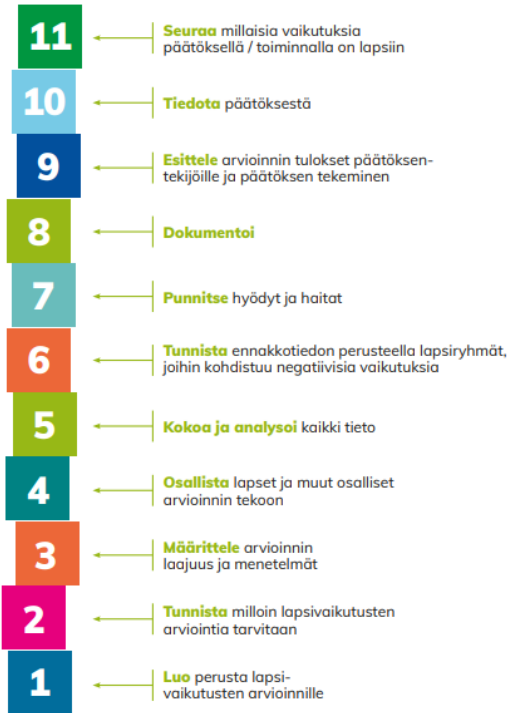 11
Seuraa millaisia vaikutuksia
päätöksellä / toiminnalla on lapsiin
10
Tiedota päätöksestä
9
Esittele arvioinnin tulokset päätöksen-
tekijöille ja päätöksen tekeminen
8
Dokumentoi
7
Punnitse hyödyt ja haitat
6
Tunnista ennakkotiedon perusteella lapsiryhmät,
joihin kohdistuu negatiivisia vaikutuksia
5
Kokoa ja analysoi kaikki tieto
4
Osallista lapset ja muut osalliset
arvioinnin tekoon
3
Määrittele arvioinnin
laajuus ja menetelmät
2
Tunnista milloin lapsivaikutusten
arviointia tarvitaan
1
Luo perusta lapsi-
vaikutusten arvioinnille